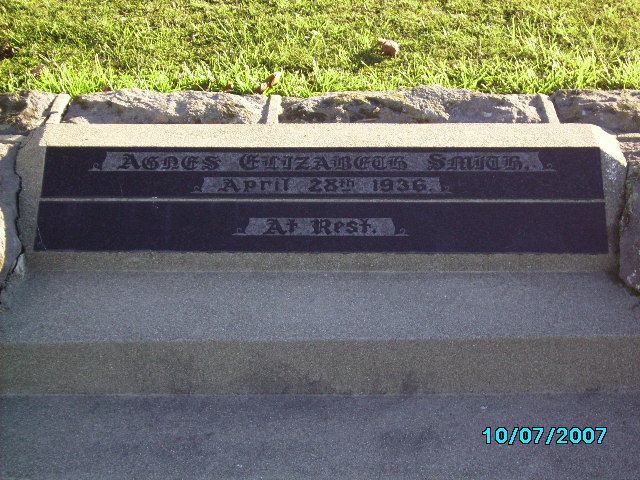 Agnes Elizabeth Smith.
April 28th 1936.
At Rest.
10/07/2007